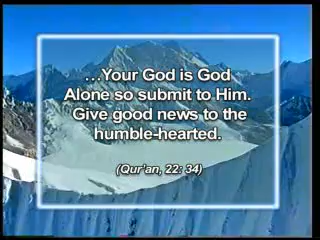 …Your God is God
Alone so submit to Him.
Give good news to the
humble-hearted.
(Qur'an, 22: 34)